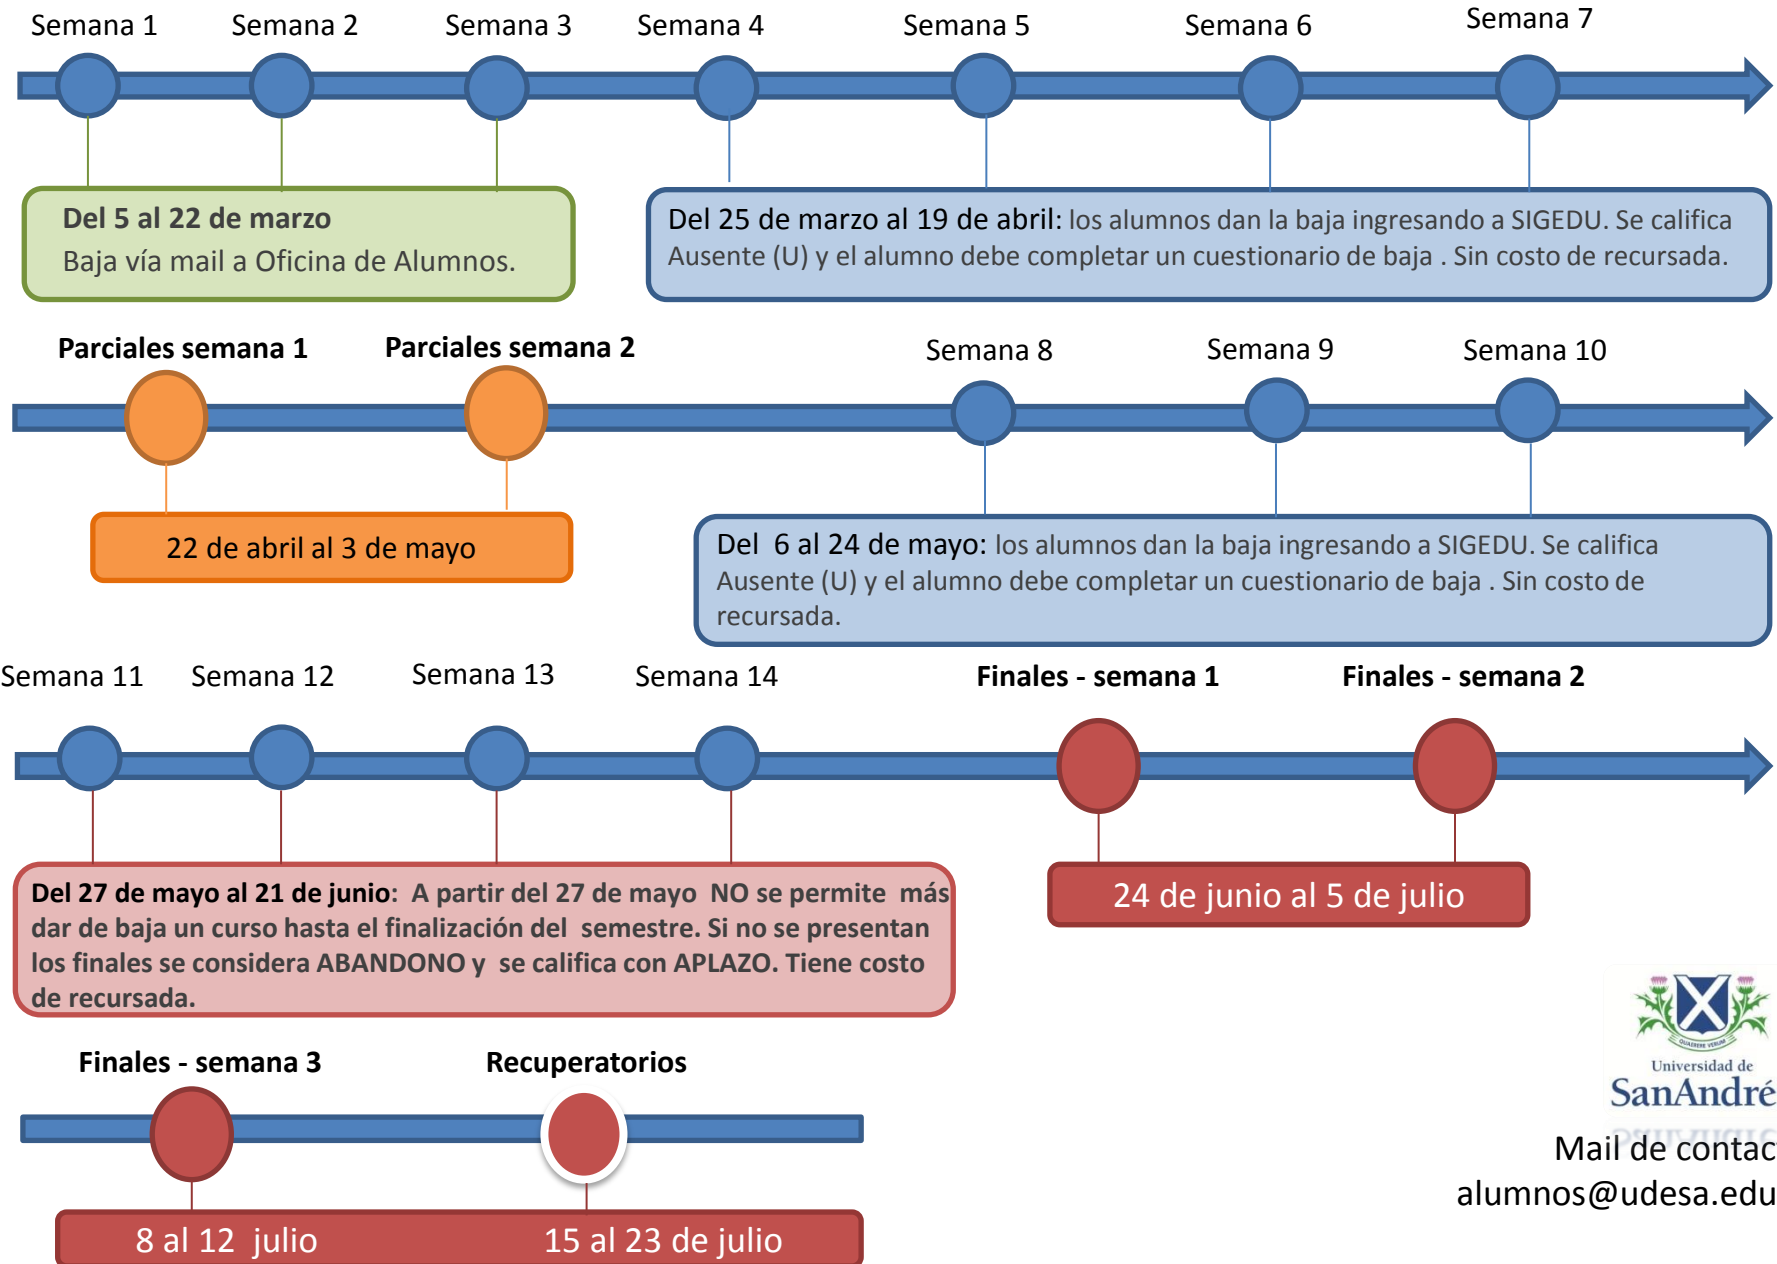 Semana 1
Semana 2
Semana 3
Semana 4
Semana 5
Semana 6
Semana 7
Del 5 al 22 de marzo
Baja vía mail a Oficina de Alumnos.
Del 25 de marzo al 19 de abril: los alumnos dan la baja ingresando a SIGEDU. Se califica
Ausente (U) y el alumno debe completar un cuestionario de baja . Sin costo de recursada.
Parciales semana 1
Parciales semana 2
Semana 8
Semana 9
Semana 10
22 de abril al 3 de mayo
Del 6 al 24 de mayo: los alumnos dan la baja ingresando a SIGEDU. Se califica
Ausente (U) y el alumno debe completar un cuestionario de baja . Sin costo de
recursada.
Semana 11
Semana 12
Semana 13
Semana 14
Finales - semana 1
Finales - semana 2
Del 27 de mayo al 21 de junio: A partir del 27 de mayo NO se permite más
dar de baja un curso hasta el finalización del semestre. Si no se presentan
los finales se considera ABANDONO y se califica con APLAZO. Tiene costo
de recursada.
24 de junio al 5 de julio
Finales - semana 3
Recuperatorios
8 al 12 julio
15 al 23 de julio
QUAERERE VERUM
Universidad de
SanAndré
Mail de contac
alumnos@udesa.edu